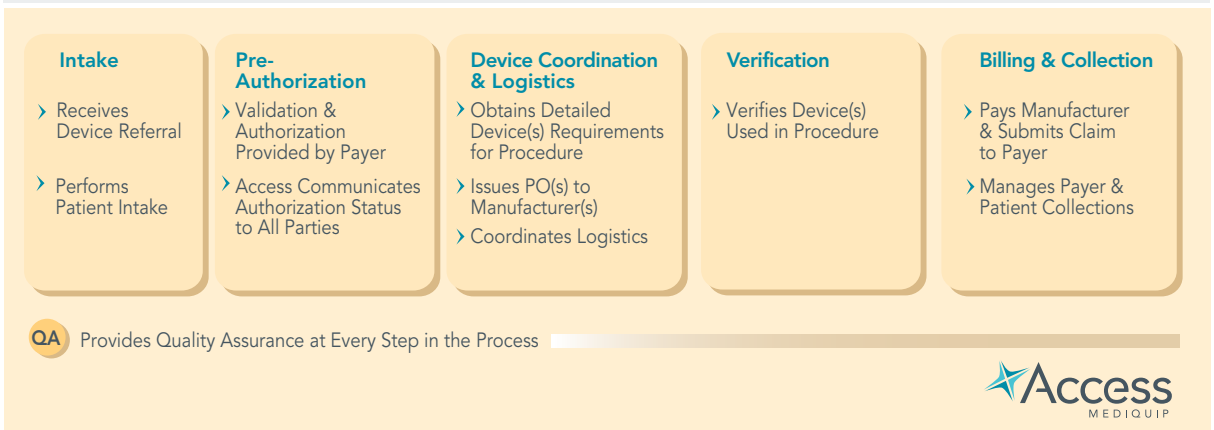 Intake
Receives
Device Referral
Performs
Patient Intake
Pre-
Authorization
Validation &
Authorization
Provided by Payer
Access Communicates
Authorization Status
to All Parties
Device Coordination
& Logistics
Obtains Detailed
Device(s) Requirements
for Procedure
Issues PO(s) to
Manufacturer(s)
Coordinates Logistics
Verification
Verifies Device(s)
Used in Procedure
Billing & Collection
Pays Manufacturer
& Submits Claim
to Payer
Manages Payer &
Patient Collections
QA Provides Quality Assurance at Every Step in the Process
Access
MEDIQUIP